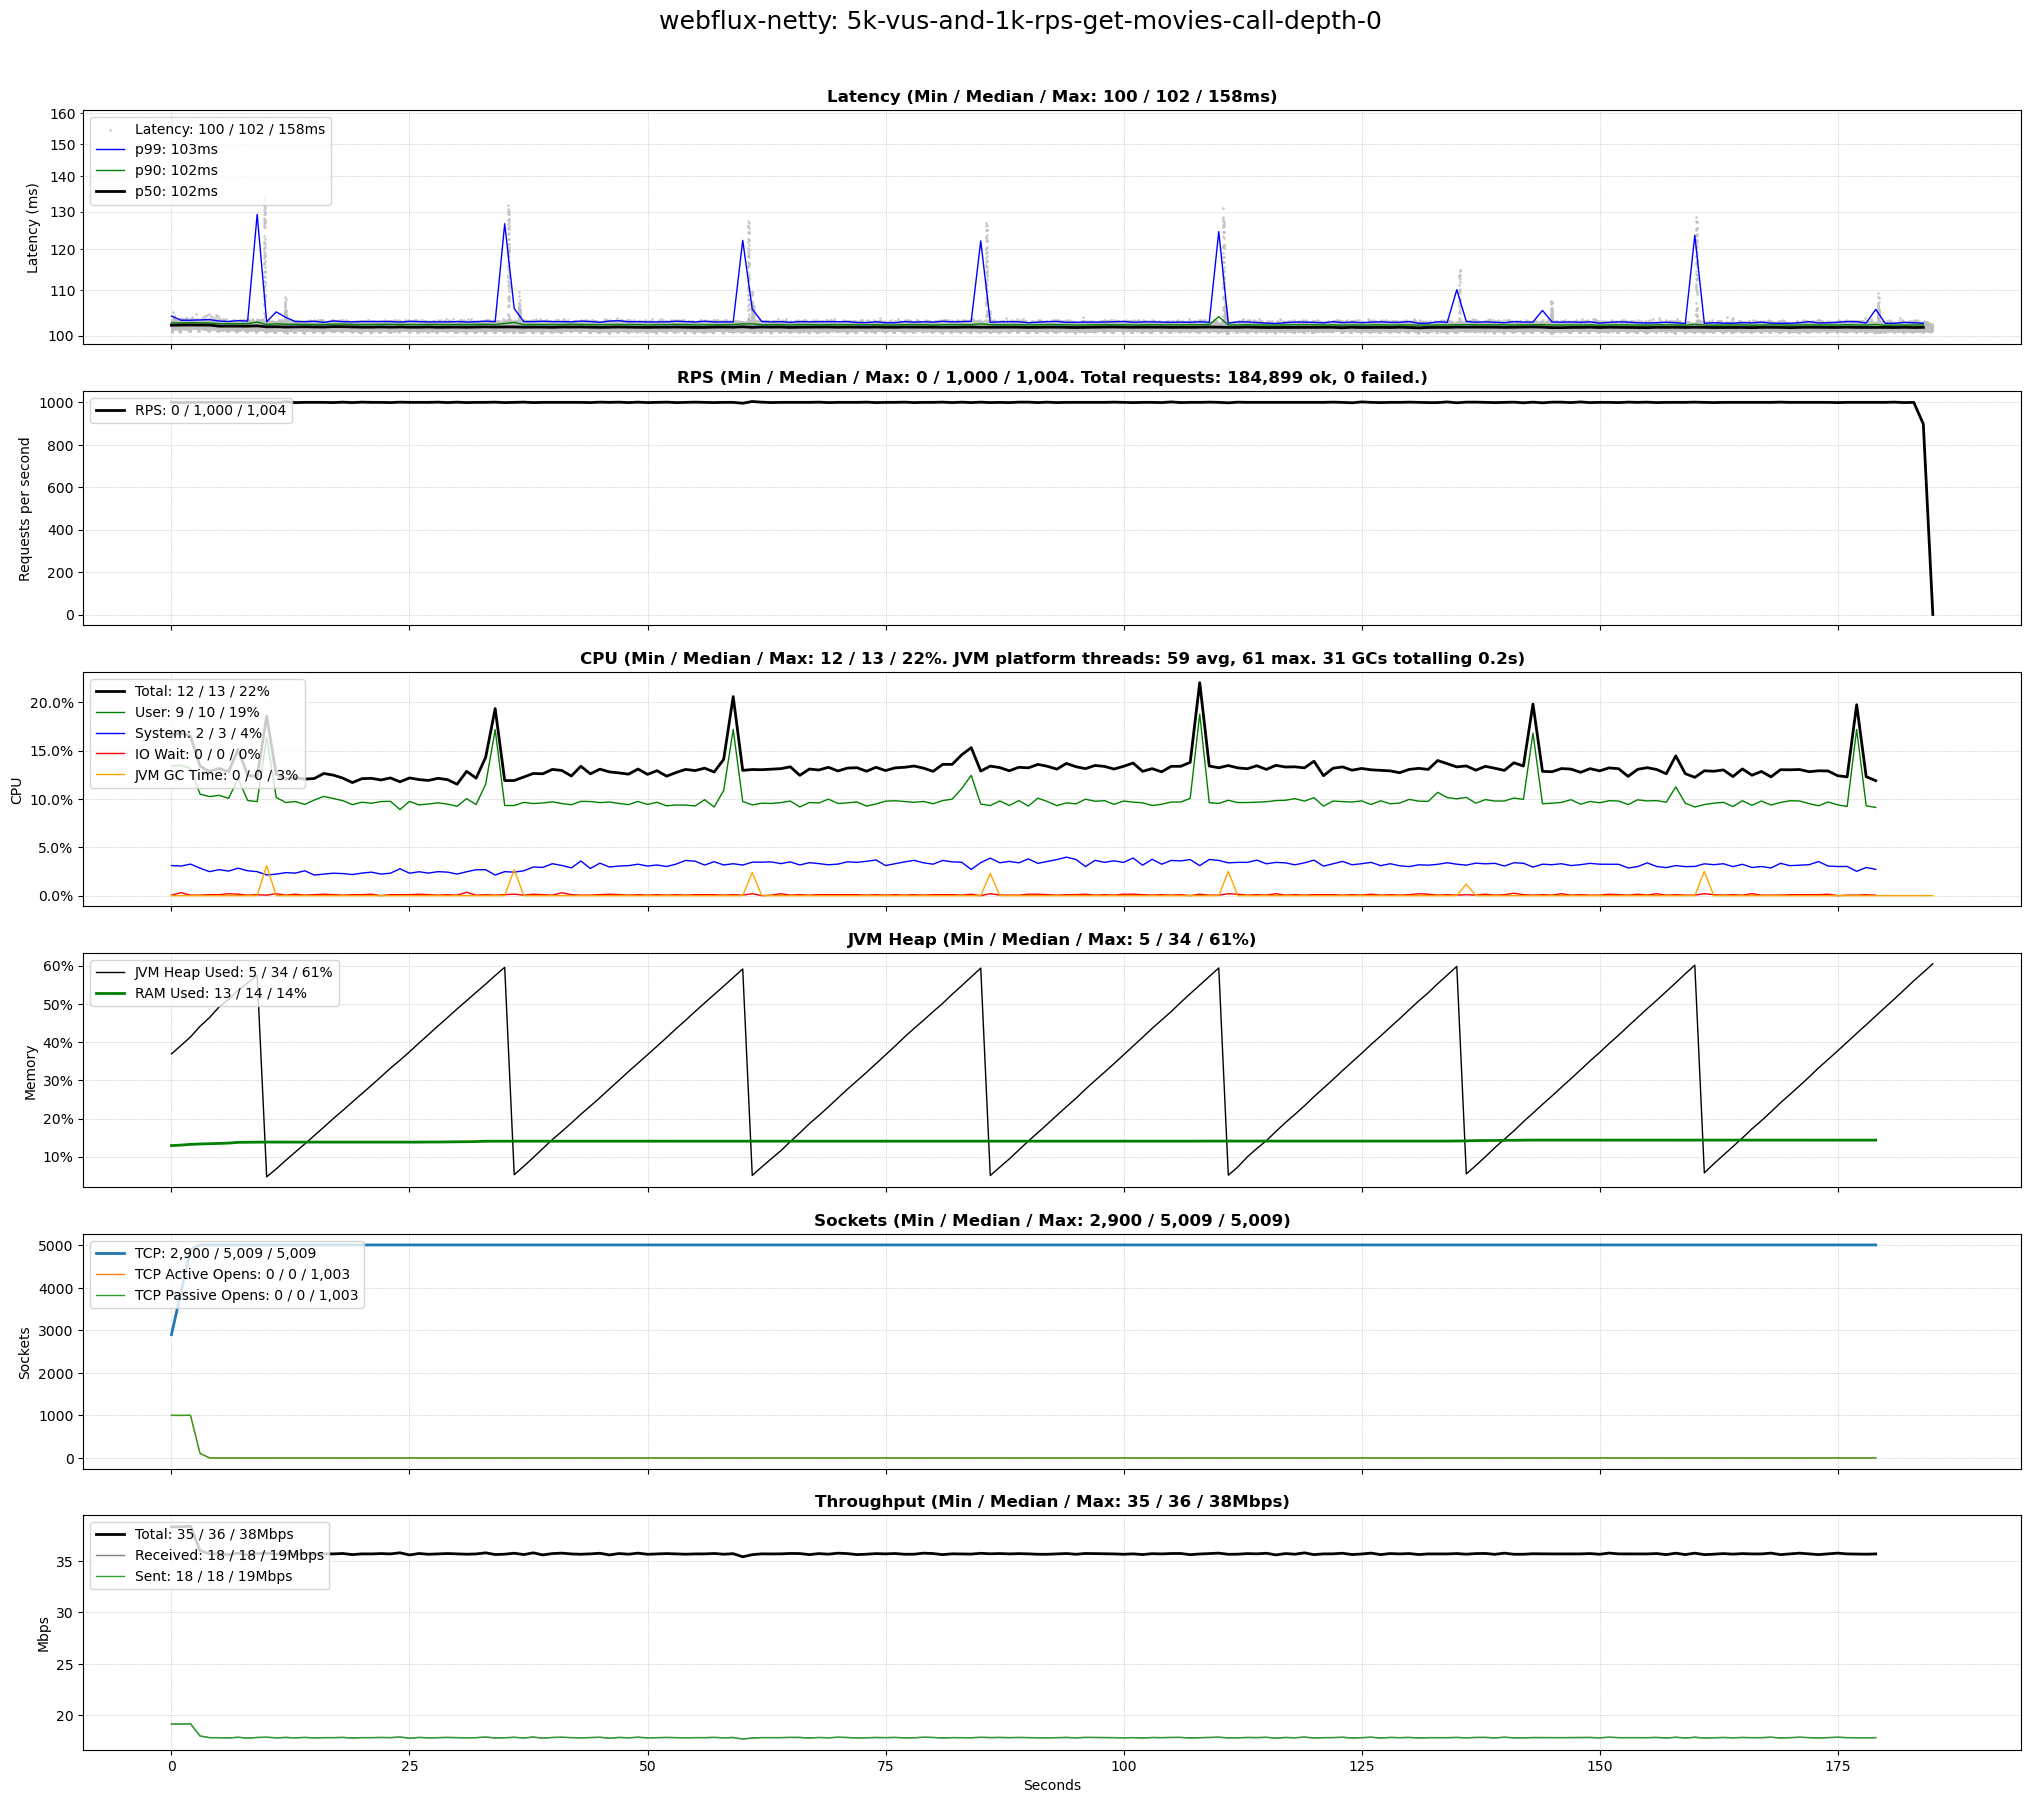 webflux-netty: 5k-vus-and-1k-rps-get-movies-call-depth-0
Latency (Min / Median / Max: 100 / 102 / 158ms)
Latency (ms)
160
150
140
130
120
110
100
Latency: 100 / 102 / 158ms
p99: 103ms
p90: 102ms
p50: 102ms
RPS (Min / Median / Max: 0 / 1,000 / 1,004. Total requests: 184,899 ok, 0 failed.)
Requests per second
1000
800
600
400
200
0
RPS: 0 / 1,000 / 1,004
CPU (Min / Median / Max: 12 / 13 / 22%. JVM platform threads: 59 avg, 61 max. 31 GCs totalling 0.2s)
CPU
20.0%
15.0%
10.0%
5.0%
0.0%
Total: 12 / 13 / 22%
User: 9 / 10 / 19%
System: 2 / 3 / 4%
IO Wait: 0 / 0 / 0%
JVM GC Time: 0 / 0 / 3%
JVM Heap (Min / Median / Max: 5 / 34 / 61%)
Memory
60%
50%
40%
30%
20%
10%
JVM Heap Used: 5 / 34 / 61%
RAM Used: 13 / 14 / 14%
Sockets (Min / Median / Max: 2,900 / 5,009 / 5,009)
Sockets
5000
4000
3000
2000
1000
0
TCP: 2,900 / 5,009 / 5,009
TCP Active Opens: 0 / 0 / 1,003
TCP Passive Opens: 0 / 0 / 1,003
Throughput (Min / Median / Max: 35 / 36 / 38Mbps)
Mbps
35
30
25
20
Total: 35 / 36 / 38Mbps
Received: 18 / 18 / 19Mbps
Sent: 18 / 18 / 19Mbps
0 25 50 75 100 125 150 175
Seconds